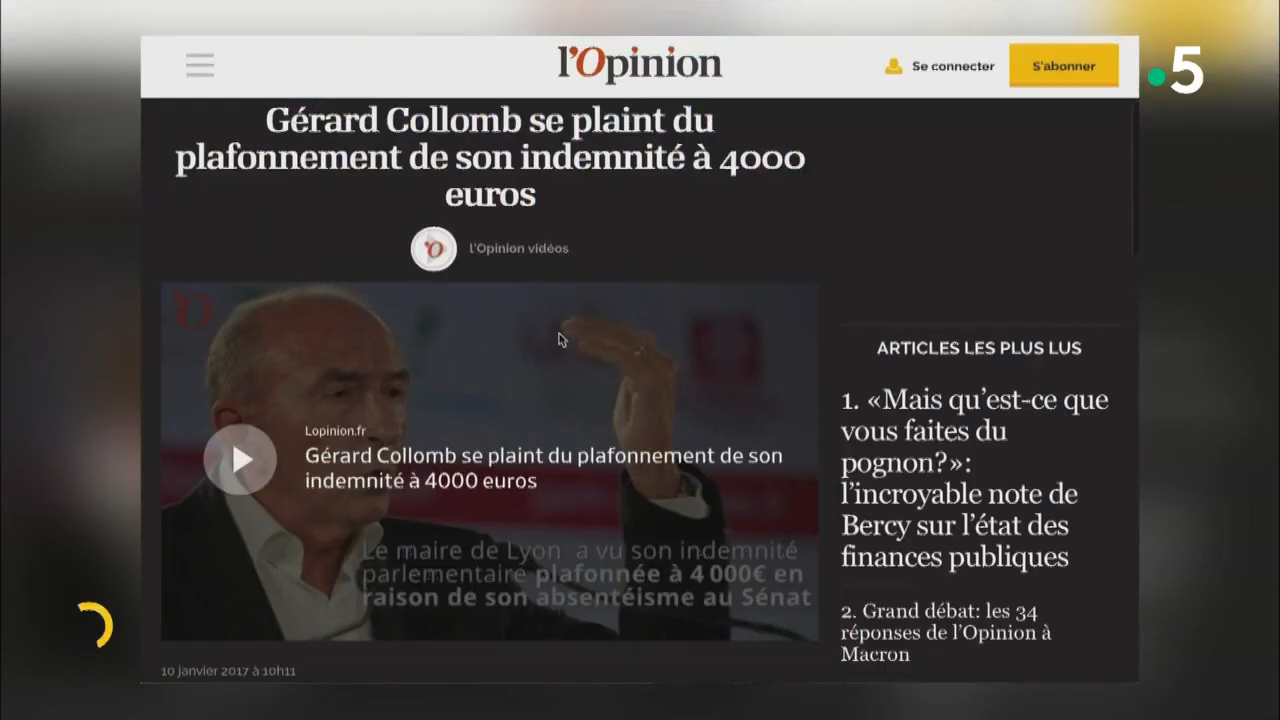 l'Opinion
Se connecter
S'abonner
5
Gérard Collomb se plaint du
plafonnement de son indemnité à 4000
euros
'O
l'Opinion vidéos
'O
Lopinion.fr
Gérard Collomb se plaint du plafonnement de son
indemnité à 4000 euros
Le maire de Lyon a vu son indemnité
parlementaire plafonnée à 4 000€ en
raison de son absentéisme au Sénat
10 janvier 2017 à 10h11
ARTICLES LES PLUS LUS
1. «Mais qu'est-ce que
vous faites du
pognon?»:
l'incroyable note de
Bercy sur l'état des
finances publiques
2. Grand débat: les 34
réponses de l'Opinion à
Macron